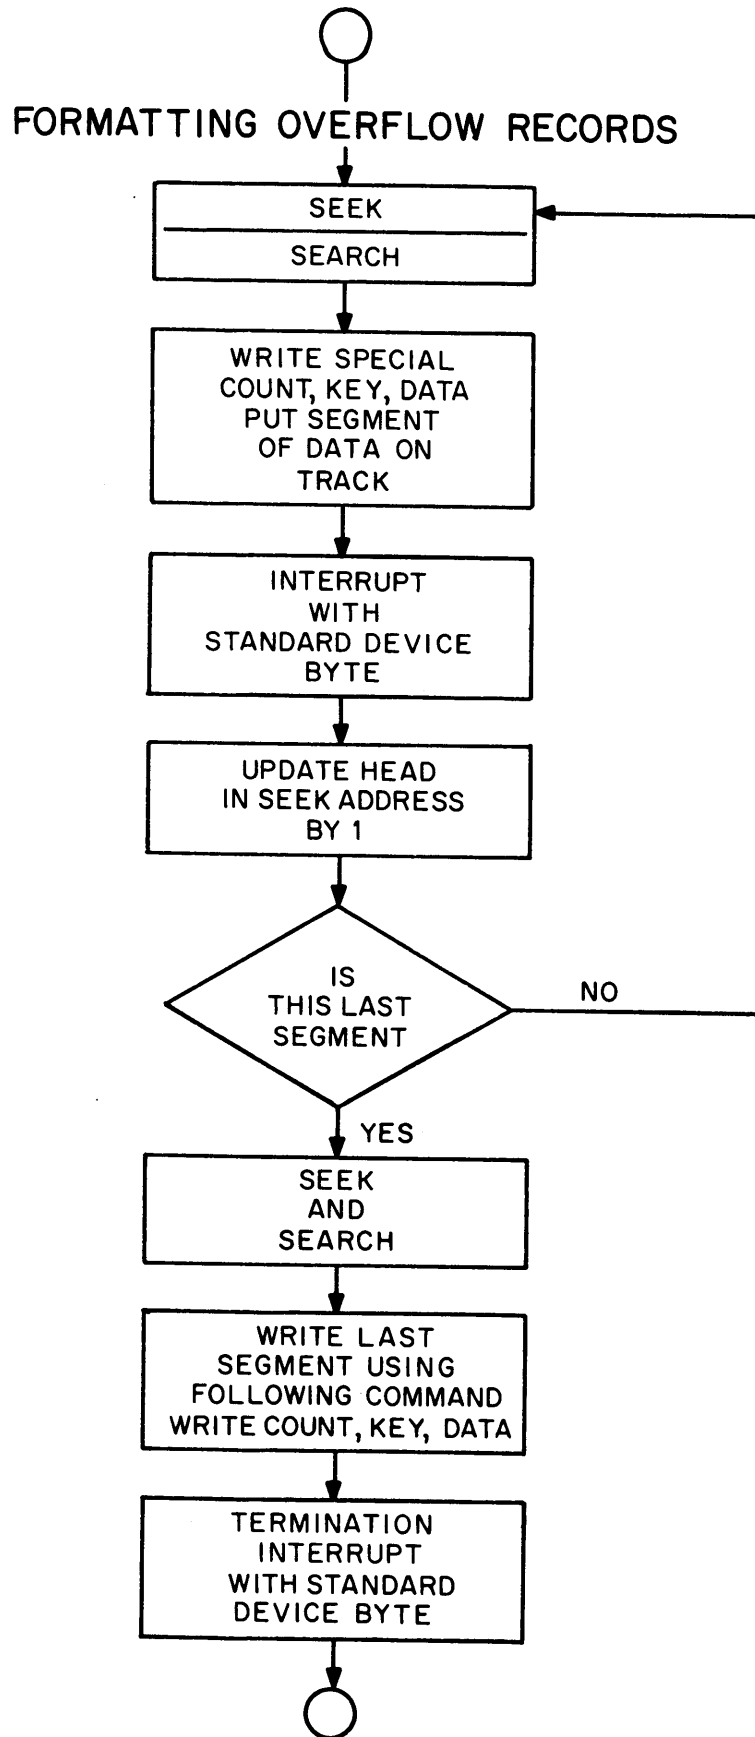 FORMATTING OVERFLOW RECORDS
SEEK
SEARCH
WRITE SPECIAL
COUNT, KEY, DATA
PUT SEGMENT
OF DATA ON
TRACK
INTERRUPT
WITH
STANDARD DEVICE
BYTE
UPDATE HEAD
IN SEEK ADDRESS
BY 1
IS
THIS LAST
SEGMENT
NO
YES
SEEK
AND
SEARCH
WRITE LAST
SEGMENT USING
FOLLOWING COMMAND
WRITE COUNT, KEY, DATA
TERMINATION
INTERRUPT
WITH STANDARD
DEVICE BYTE